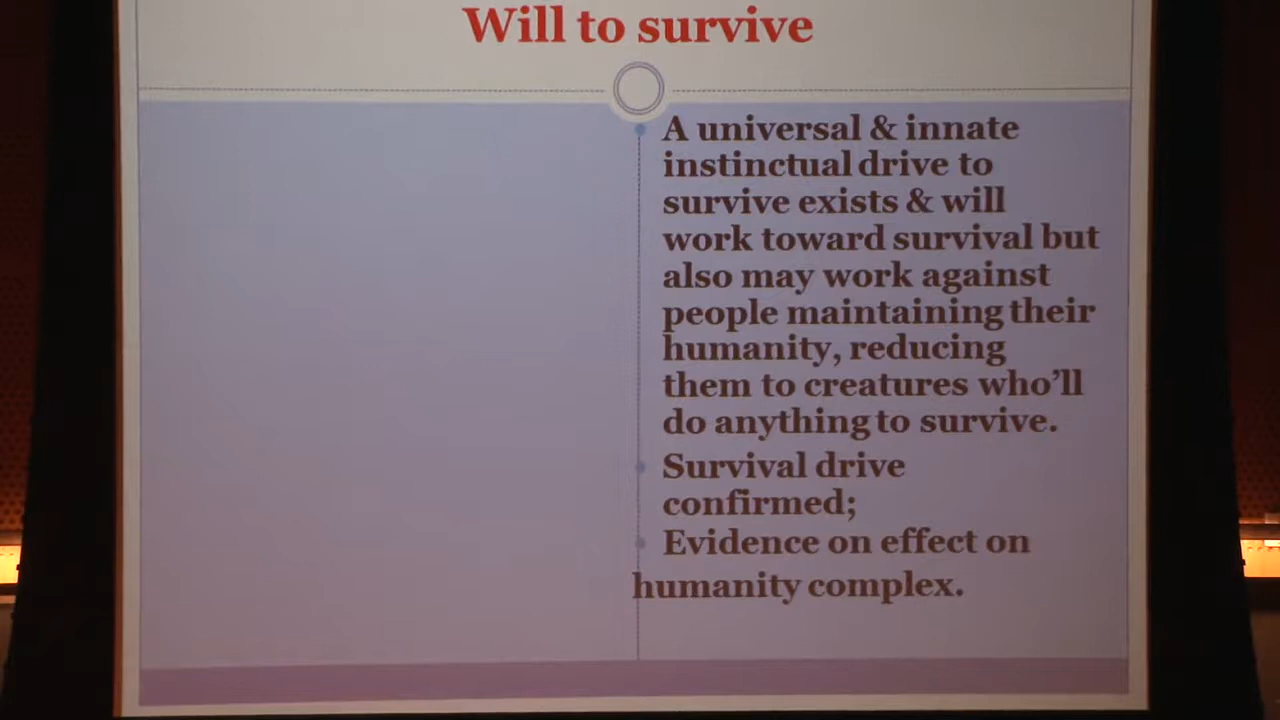 Will to survive
A universal & innate
instinctual drive to
survive exists & will
work toward survival but
also may work against
people maintaining their
humanity, reducing
them to creatures who’ll
do anything to survive.
Survival drive
confirmed;
Evidence on effect on
humanity complex.